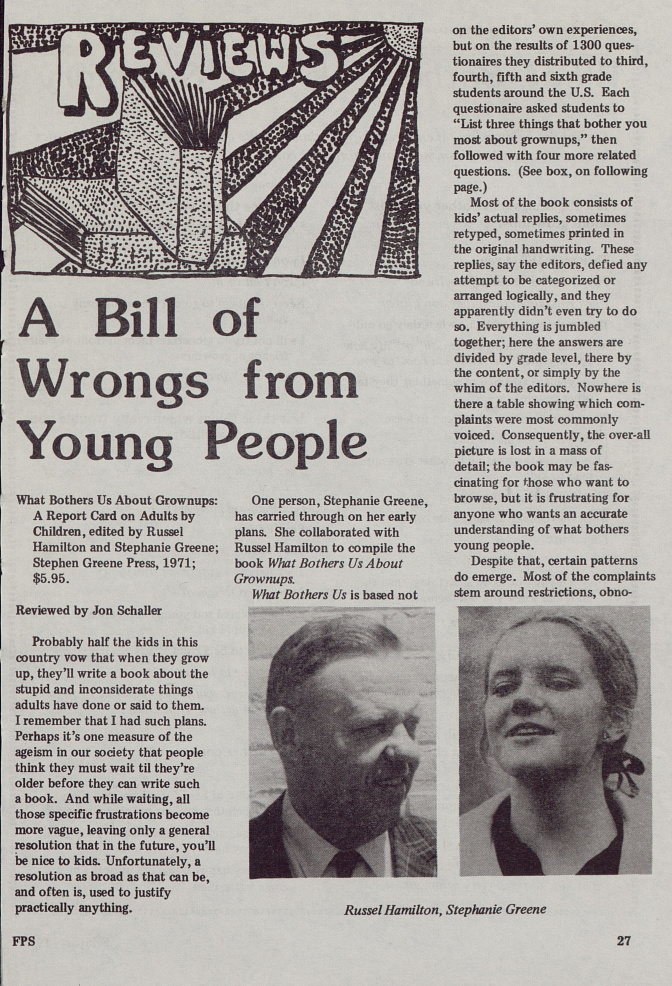 REVIEWS
A Bill of
Wrongs from
Young People
What Bothers Us About Grownups:
A Report Card on Adults by
Children, edited by Russel
Hamilton and Stephanie Greene;
Stephen Greene Press, 1971;
$5.95.
Reviewed by Jon Schaller
Probably half the kids in this
country vow that when they grow
up, they'll write a book about the
stupid and inconsiderate things
adults have done or said to them.
I remember that I had such plans.
Perhaps it's one measure of the
ageism in our society that people
think they must wait til they're
older before they can write such
a book. And while waiting, all
those specific frustrations become
more vague, leaving only a general
resolution that in the future, you'll
be nice to kids. Unfortunately, a
resolution as broad as that can be,
and often is, used to justify
practically anything.
One person, Stephanie Greene,
has carried through on her early
plans. She collaborated with
Russel Hamilton to compile the
book What Bothers Us About
Grownups.
What Bothers Us is based not
on the editors' own experiences,
but on the results of 1300 ques-
tionaires they distributed to third,
fourth, fifth and sixth grade
students around the U.S. Each
questionaire asked students to
"List three things that bother you
most about grownups," then
followed with four more related
questions. (See box, on following
page.)
Most of the book consists of
kids' actual replies, sometimes
retyped, sometimes printed in
the original handwriting. These
replies, say the editors, defied any
attempt to be categorized or
arranged logically, and they
apparently didn't even try to do
so. Everything is jumbled
together; here the answers are
divided by grade level, there by
the content, or simply by the
whim of the editors. Nowhere is
there a table showing which com-
plaints were most commonly
voiced. Consequently, the over-all
picture is lost in a mass of
detail; the book may be fas-
cinating for those who want to
browse, but it is frustrating for
anyone who wants an accurate
understanding of what bothers
young people.
Despite that, certain patterns
do emerge. Most of the complaints
stem around restrictions, obno-
Russel Hamilton, Stephanie Greene
FPS
27